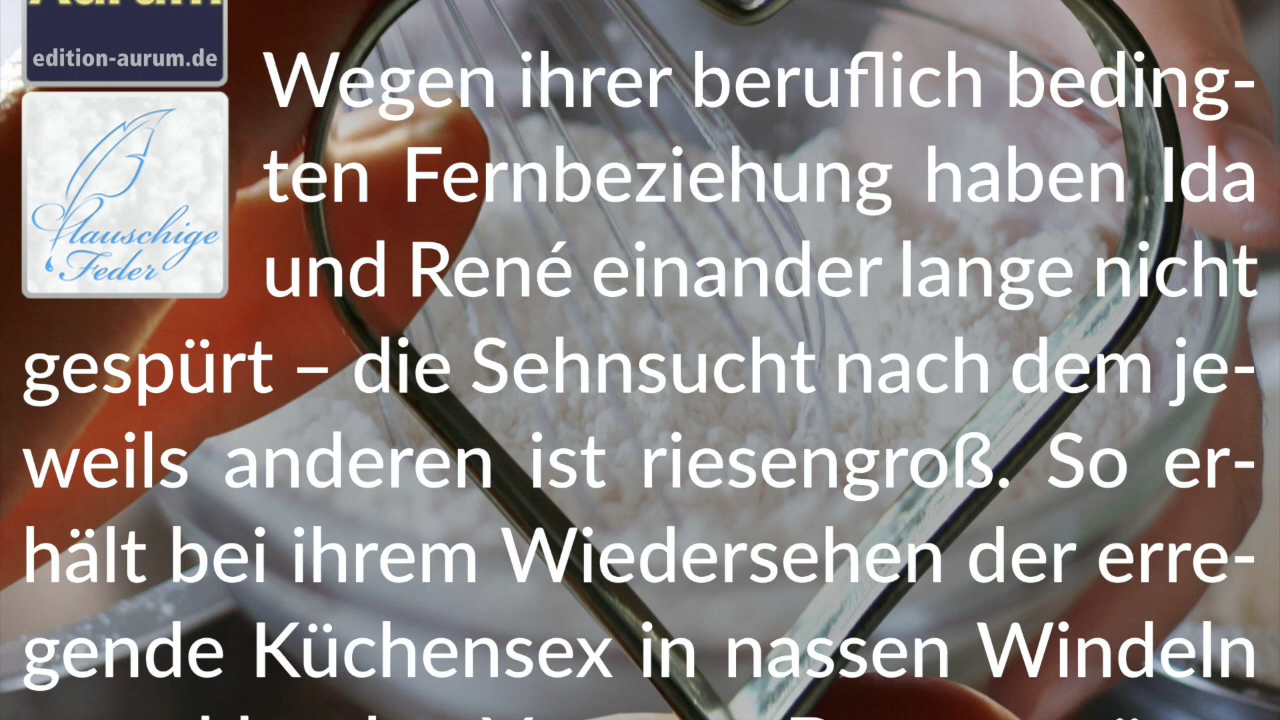 edition-aurum.de
Flauschige
Feder
Wegen ihrer beruflich beding-
ten Fernbeziehung haben Ida
und René einander lange nicht
gespürt – die Sehnsucht nach dem je-
weils anderen ist riesengroß. So er-
hält bei ihrem Wiedersehen der erre-
gende Küchensex in nassen Windeln